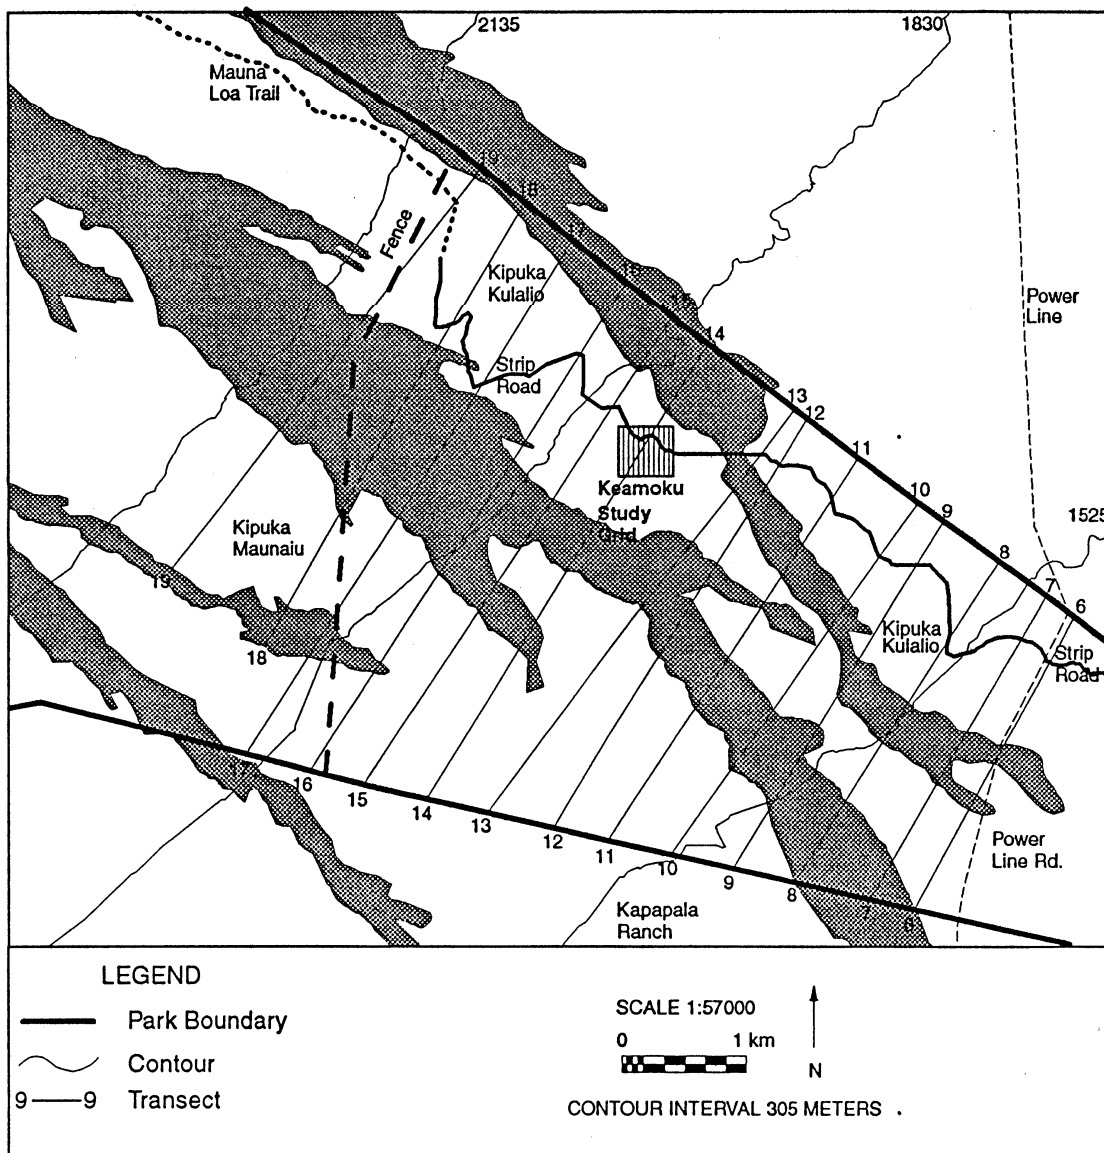 2135
1830
Mauna
Loa Trail
19
18
Fence
17
Kipuka
Kulalio
16
15
Power
Line
14
Strip
Road
13
12
11
Keamoku
Study
Grid
10
9
1525
Kipuka
Maunaiu
8
19
7
6
Kipuka
Kulalio
18
Strip
Road
17
16
15
14
13
12
11
10
9
8
7
6
Power
Line Rd.
Kapapala
Ranch
LEGEND
Park Boundary
Contour
9 9 Transect
SCALE 1:57000
0 1 km
N
CONTOUR INTERVAL 305 METERS .